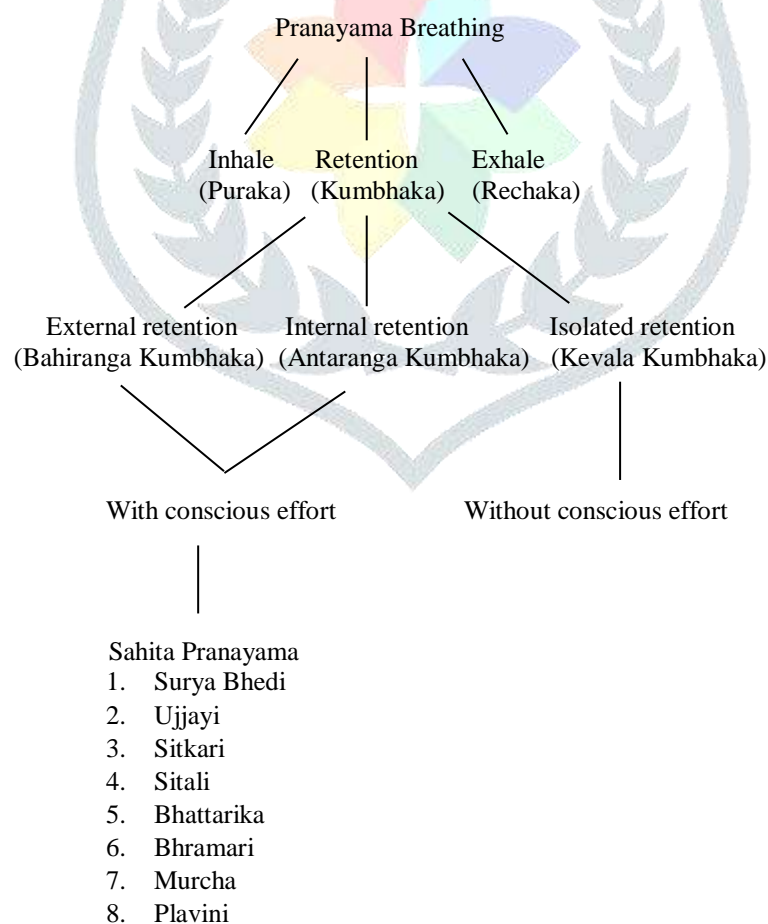 Pranayama Breathing
Inhale Retention Exhale
(Puraka) (Kumbhaka) (Rechaka)
External retention Internal retention Isolated retention
(Bahiranga Kumbhaka) (Antaranga Kumbhaka) (Kevala Kumbhaka)
With conscious effort Without conscious effort
Sahita Pranayama
1. Surya Bhedi
2. Ujjayi
3. Sitkari
4. Sitali
5. Bhattarika
6. Bhramari
7. Murcha
8. Plavini